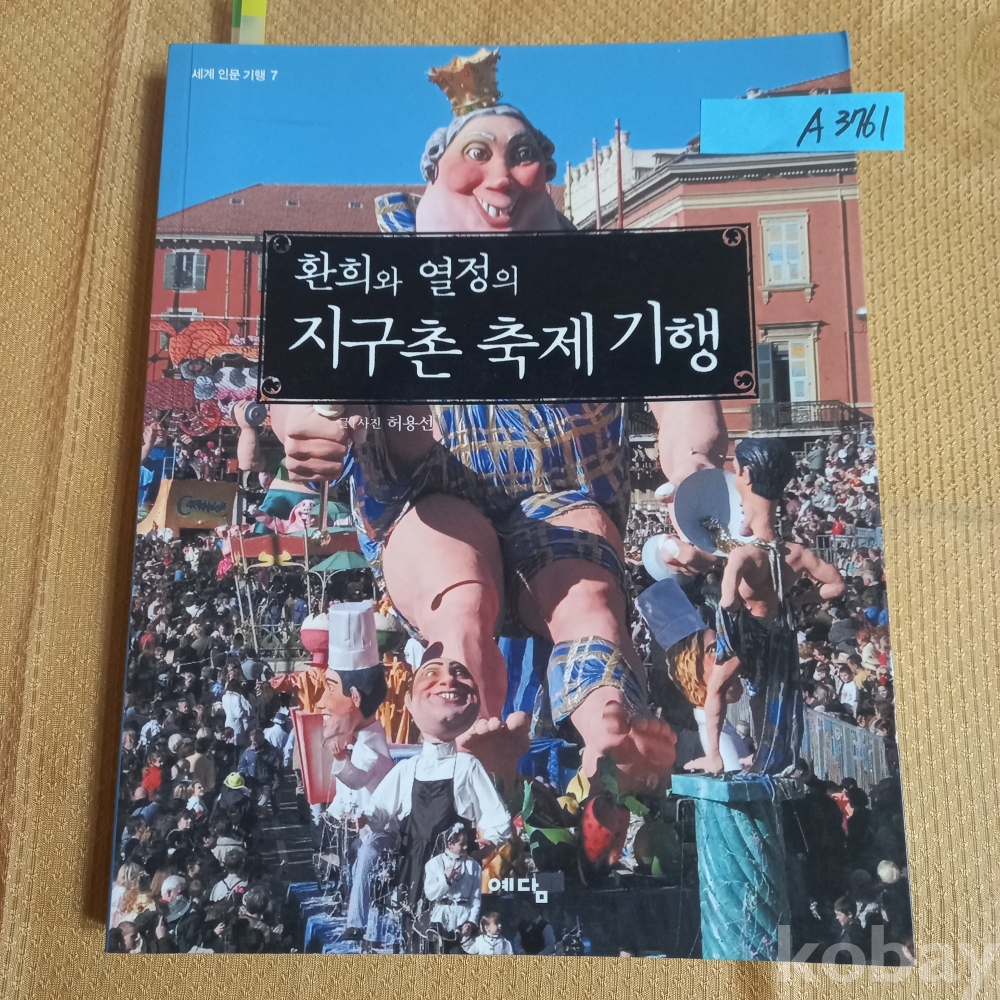 세계 인문 기행 7
A 3761
환희와 열정의
지구촌 축제 기행
글|사진 허용선
예담
kobay